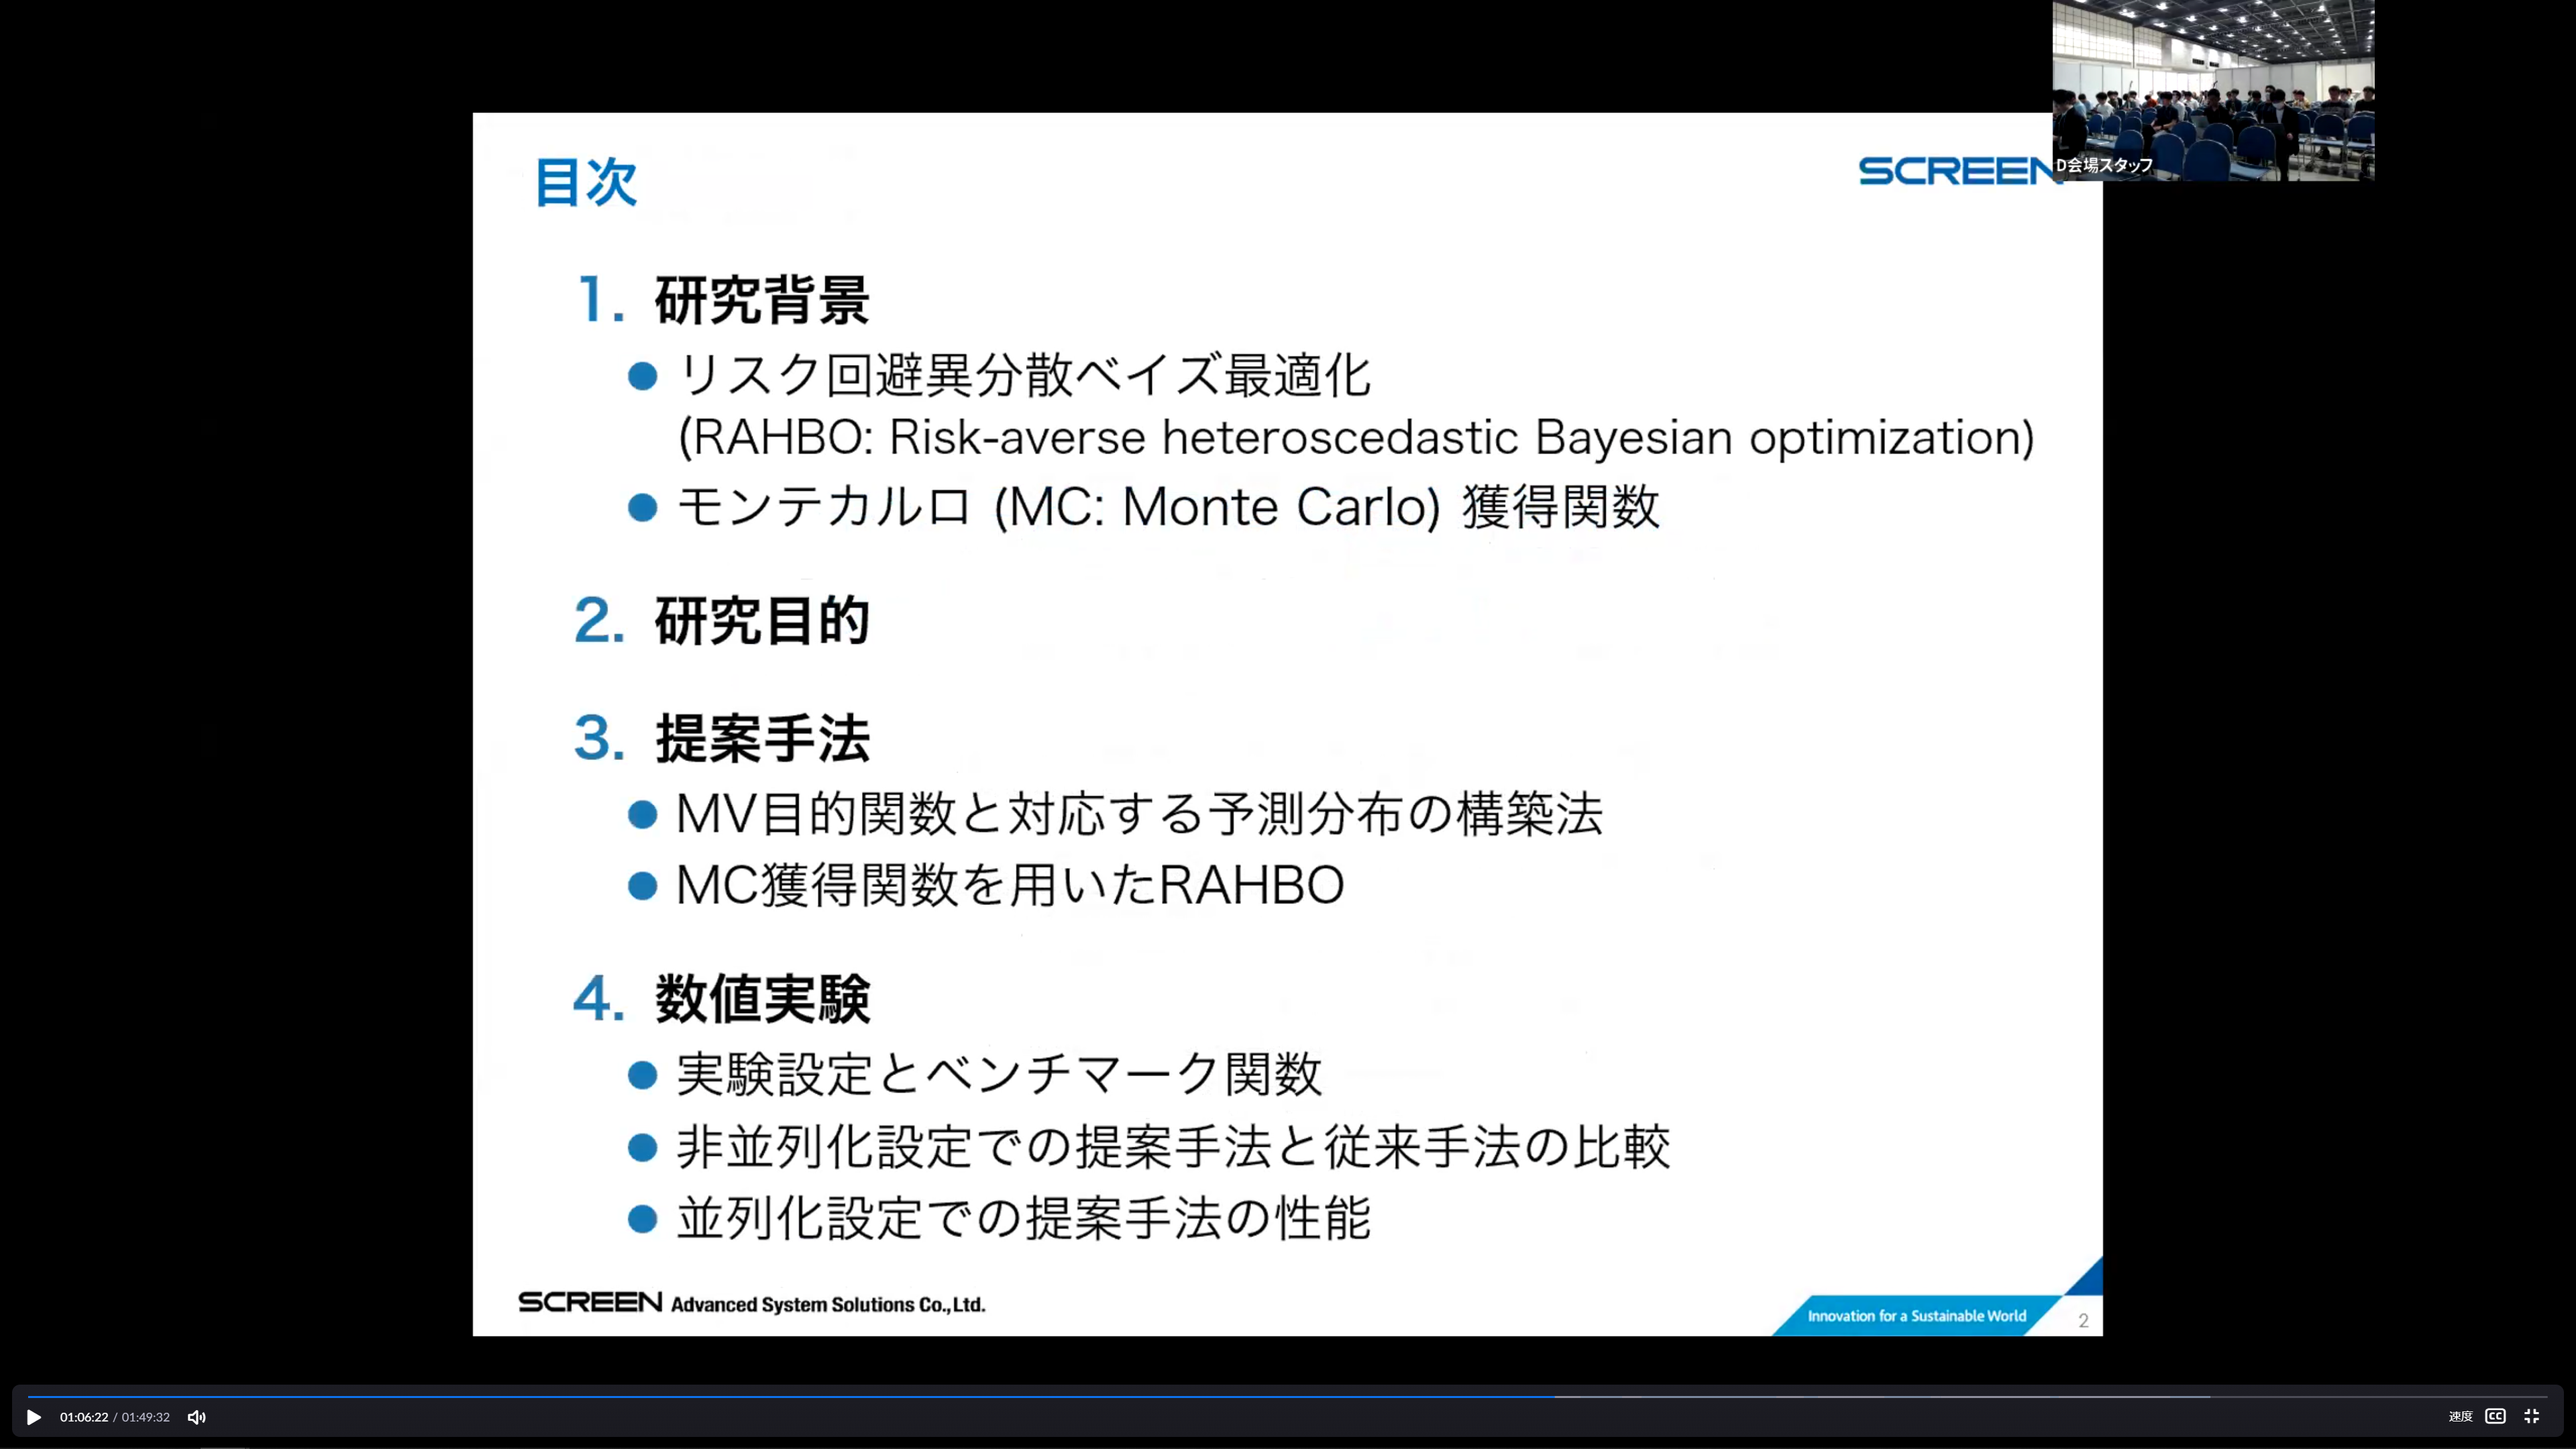 目次
SCREEN
D会場スタッフ
1. 研究背景
● リスク回避異分散ベイズ最適化
(RAHBO: Risk-averse heteroscedastic Bayesian optimization)
● モンテカルロ (MC: Monte Carlo) 獲得関数
2. 研究目的
3. 提案手法
● MV目的関数と対応する予測分布の構築法
● MC獲得関数を用いたRAHBO
4. 数値実験
● 実験設定とベンチマーク関数
● 非並列化設定での提案手法と従来手法の比較
● 並列化設定での提案手法の性能
SCREEN Advanced System Solutions Co., Ltd.
Innovation for a Sustainable World
2
01:06:22 / 01:49:32
速度
CC